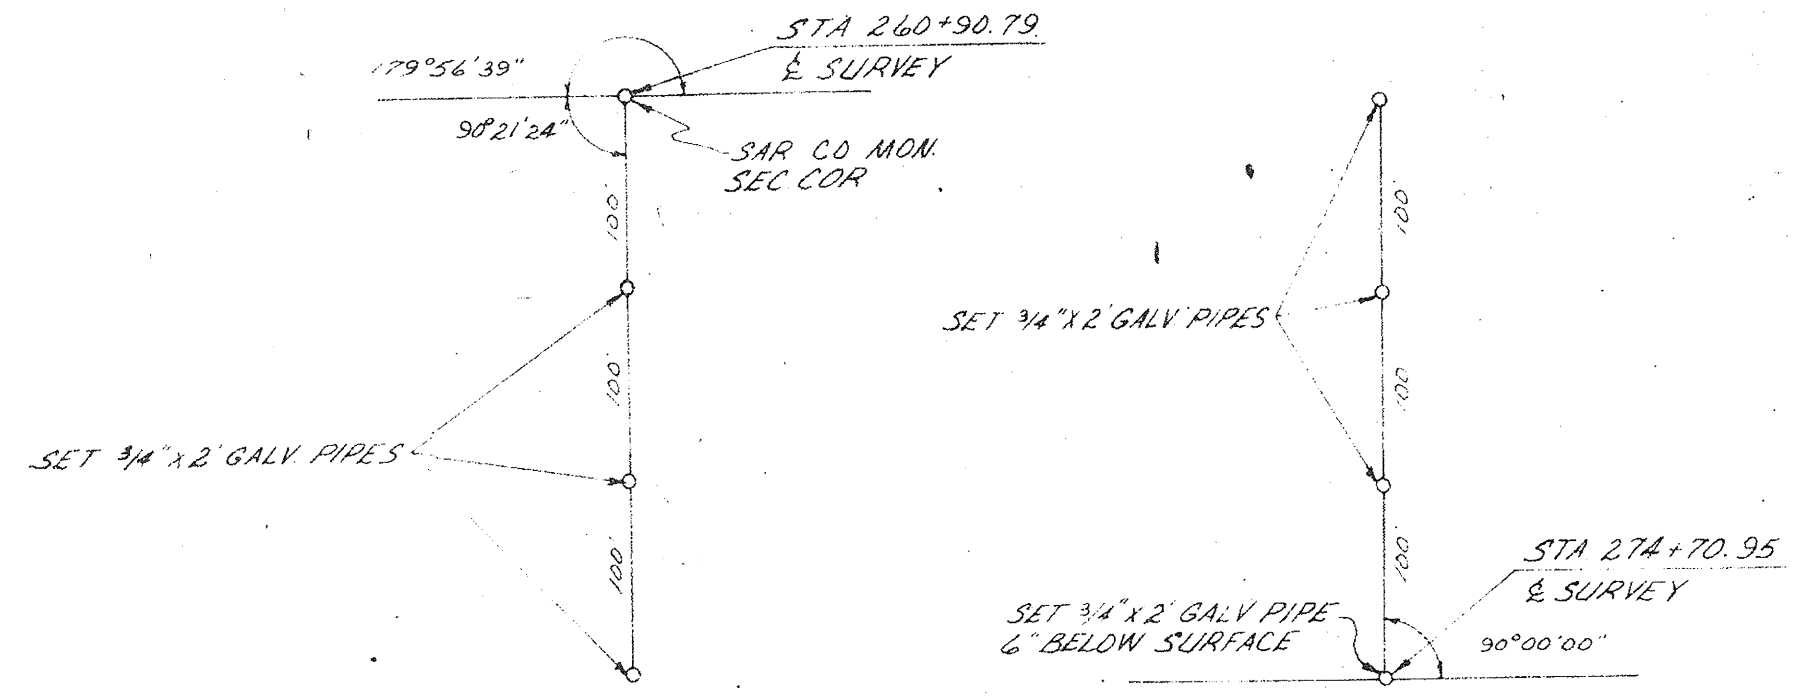 STA 260+90.79
℄ SURVEY
179°56'39"
90°21'24"
SAR CO MON.
SEC. COR
100'
100'
100'
SET 3/4" X 2' GALV. PIPES
100'
100'
100'
SET 3/4" X 2' GALV. PIPES
STA 274+70.95
℄ SURVEY
SET 3/4" X 2' GALV PIPE
6" BELOW SURFACE
90°00'00"